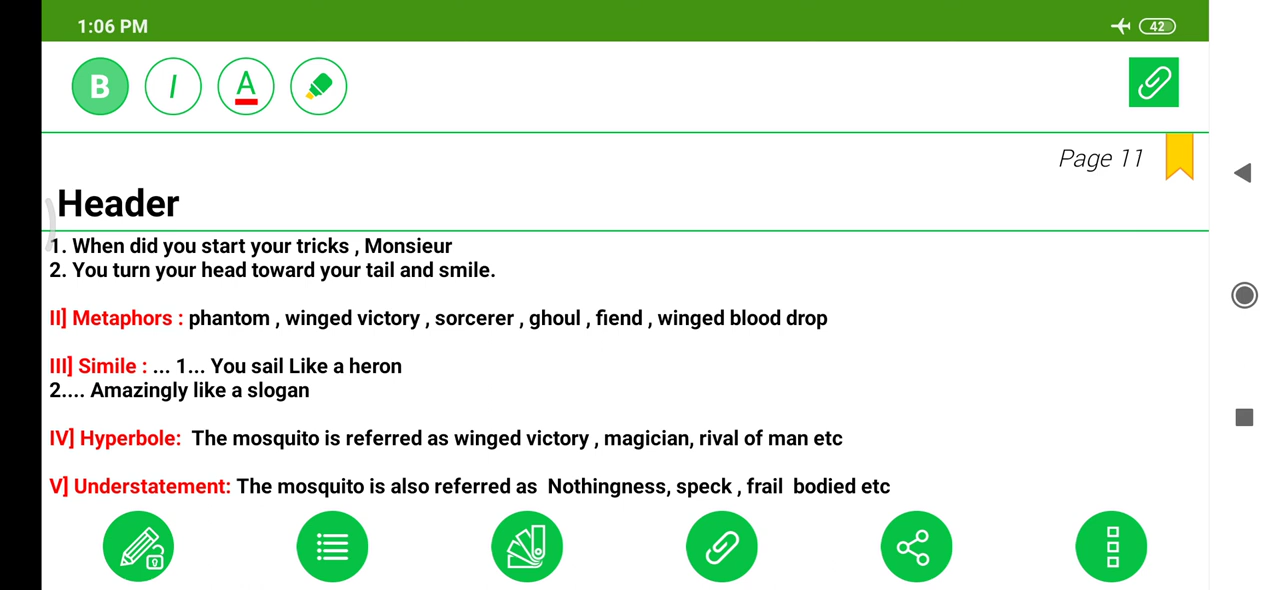 1:06 PM
42
B I A
Page 11
Header
1. When did you start your tricks , Monsieur
2. You turn your head toward your tail and smile.
II] Metaphors : phantom , winged victory , sorcerer , ghoul , fiend , winged blood drop
III] Simile : ... 1... You sail Like a heron
2.... Amazingly like a slogan
IV] Hyperbole:  The mosquito is referred as winged victory , magician, rival of man etc
V] Understatement: The mosquito is also referred as  Nothingness, speck , frail  bodied etc